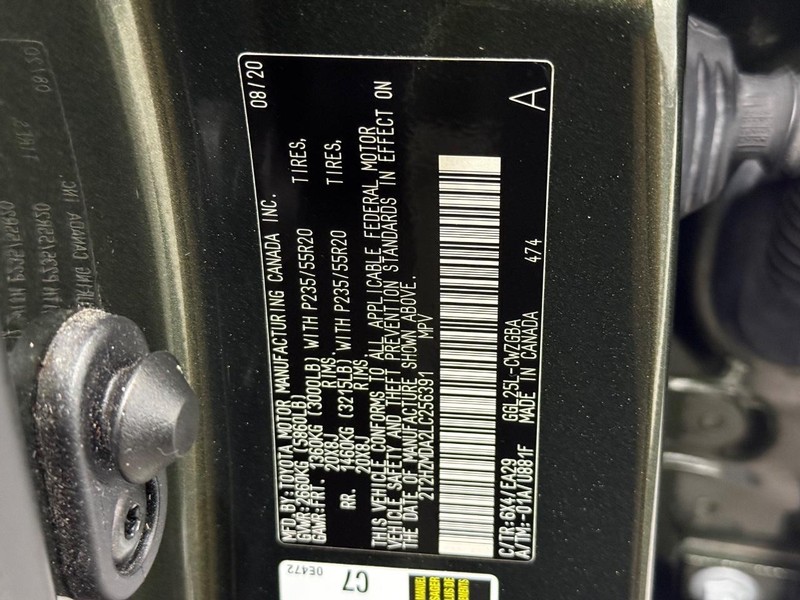 MFD.BY:TOYOTA MOTOR MANUFACTURING CANADA INC. 08/20
GVWR:2660KG (5860LB)
GAWR:FRT. 1360KG (3000LB) WITH P235/55R20 TIRES,
20X8J RIMS.
RR. 1460KG (3215LB) WITH P235/55R20 TIRES,
20X8J RIMS.
THIS VEHICLE CONFORMS TO ALL APPLICABLE FEDERAL MOTOR
VEHICLE SAFETY AND THEFT PREVENTION STANDARDS IN EFFECT ON
THE DATE OF MANUFACTURE SHOWN ABOVE.
2T2HZMDA2LC256391 MPV
C/TR:6X4/EA29 GGL25L-CWZGBA
A/TM:-01A/U881F MADE IN CANADA 474 A
0E472
C7